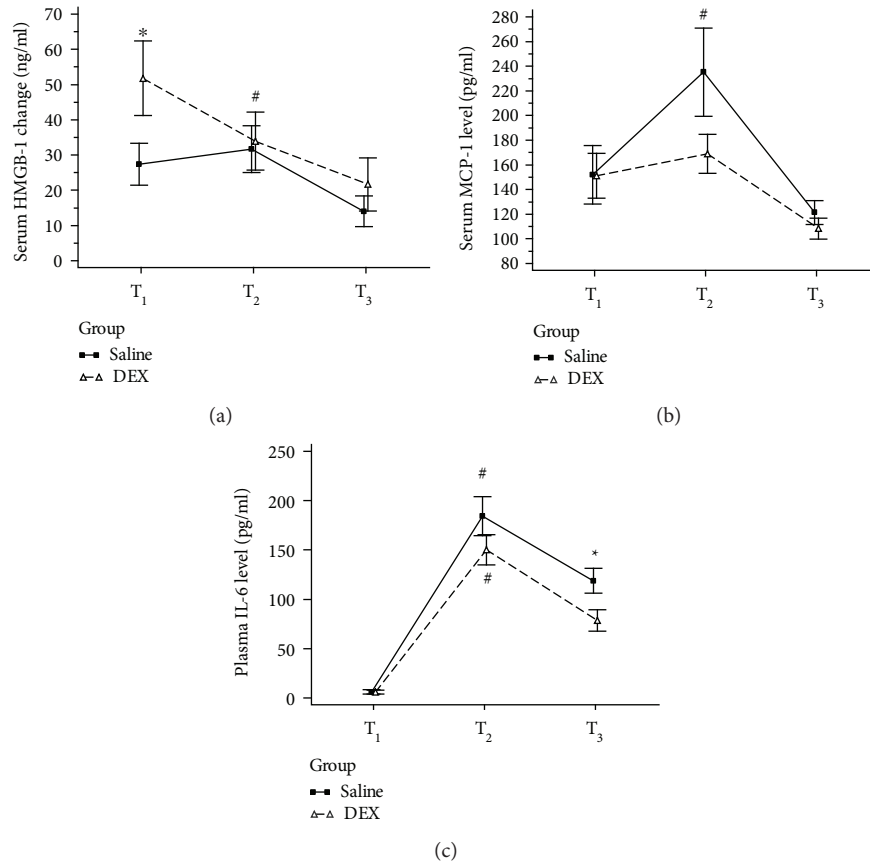 Serum HMGB-1 change (ng/ml)
70
60
50
40
30
20
10
0
*
#
T1
T2
T3
Group
Saline
DEX
(a)
Serum MCP-1 level (pg/ml)
280
260
240
220
200
180
160
140
120
100
80
#
T1
T2
T3
Group
Saline
DEX
(b)
Plasma IL-6 level (pg/ml)
250
200
150
100
50
0
#
#
*
T1
T2
T3
Group
Saline
DEX
(c)